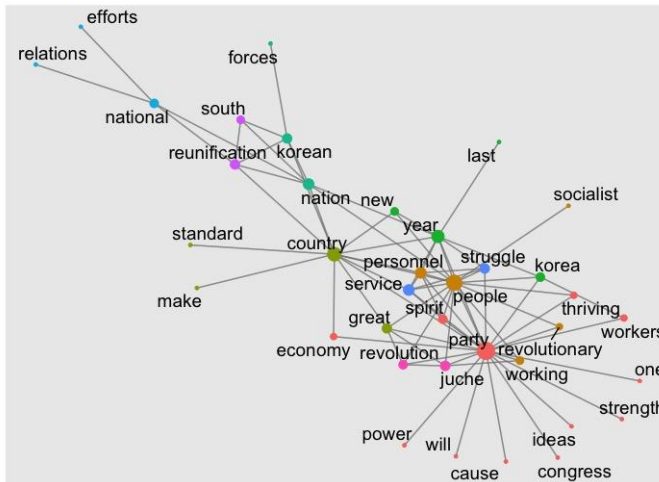 efforts
relations
forces
national
south
reunification
korean
last
nation
new
socialist
year
standard
country
personnel
struggle
korea
service
people
make
great
spirit
thriving
party
workers
economy
revolution
revolutionary
juche
working
one
strength
power
will
ideas
cause
congress